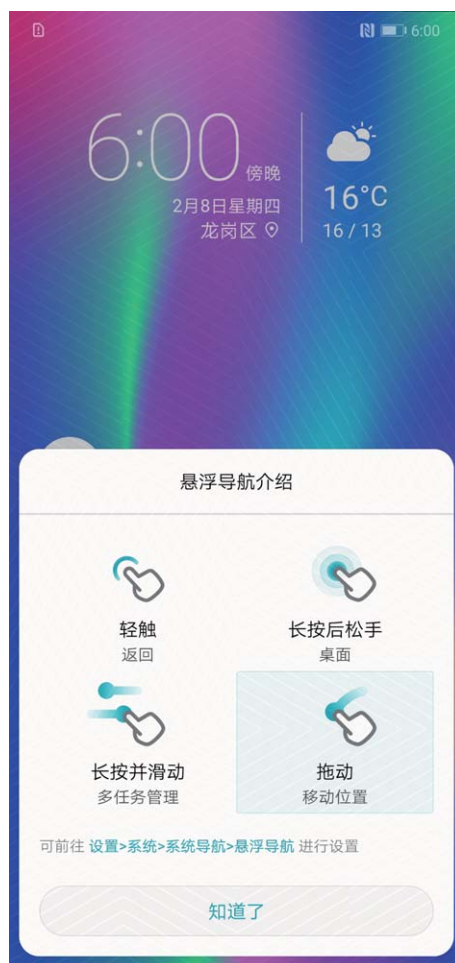 6:00
6:00 傍晚
2月8日星期四
龙岗区
16°C
16 / 13
悬浮导航介绍
轻触
返回
长按后松手
桌面
长按并滑动
多任务管理
拖动
移动位置
可前往 设置>系统>系统导航>悬浮导航 进行设置
知道了